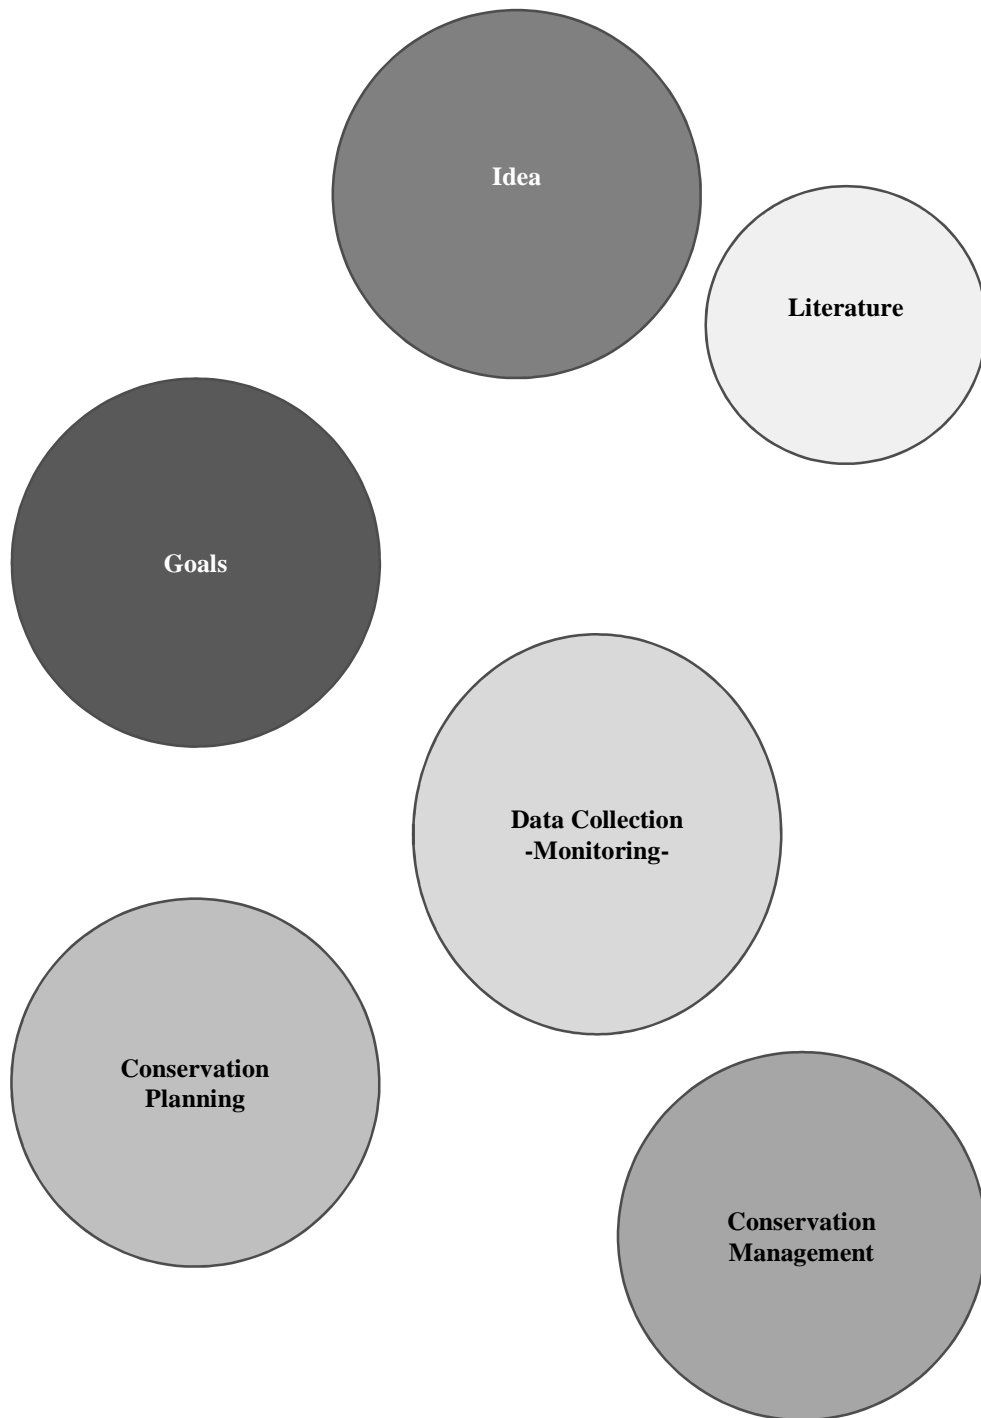 Idea
Literature
Goals
Data Collection
-Monitoring-
Conservation
Planning
Conservation
Management